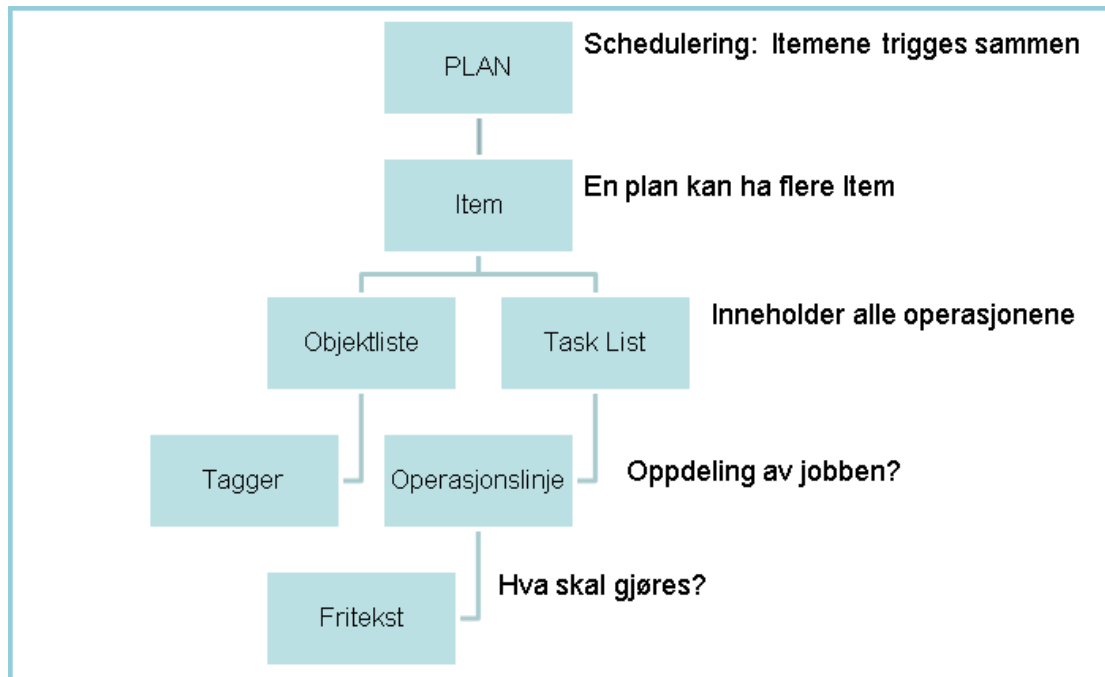 PLAN
Schedulering: Itemene trigges sammen
Item
En plan kan ha flere Item
Objektliste
Task List
Inneholder alle operasjonene
Tagger
Operasjonslinje
Oppdeling av jobben?
Fritekst
Hva skal gjøres?